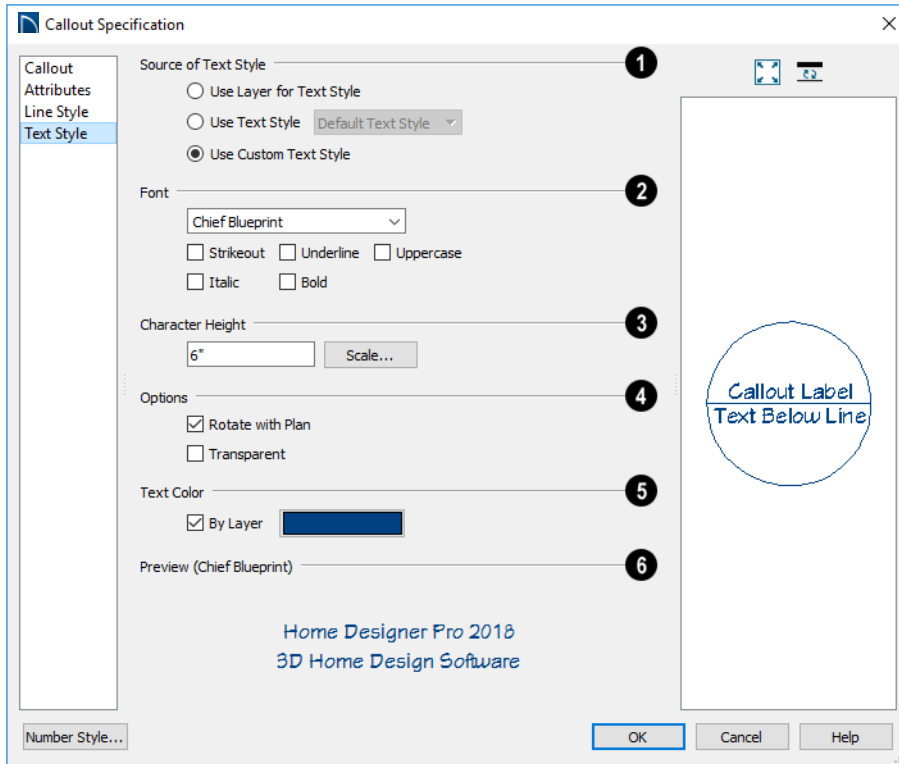 Callout Specification
Callout
Attributes
Line Style
Text Style
Source of Text Style 1
Use Layer for Text Style
Use Text Style Default Text Style
Use Custom Text Style
Font 2
Chief Blueprint
Strikeout Underline Uppercase
Italic Bold
Character Height 3
6" Scale...
Options 4
Rotate with Plan
Transparent
Text Color 5
By Layer
Preview (Chief Blueprint) 6
Home Designer Pro 2018
3D Home Design Software
Callout Label
Text Below Line
Number Style... OK Cancel Help